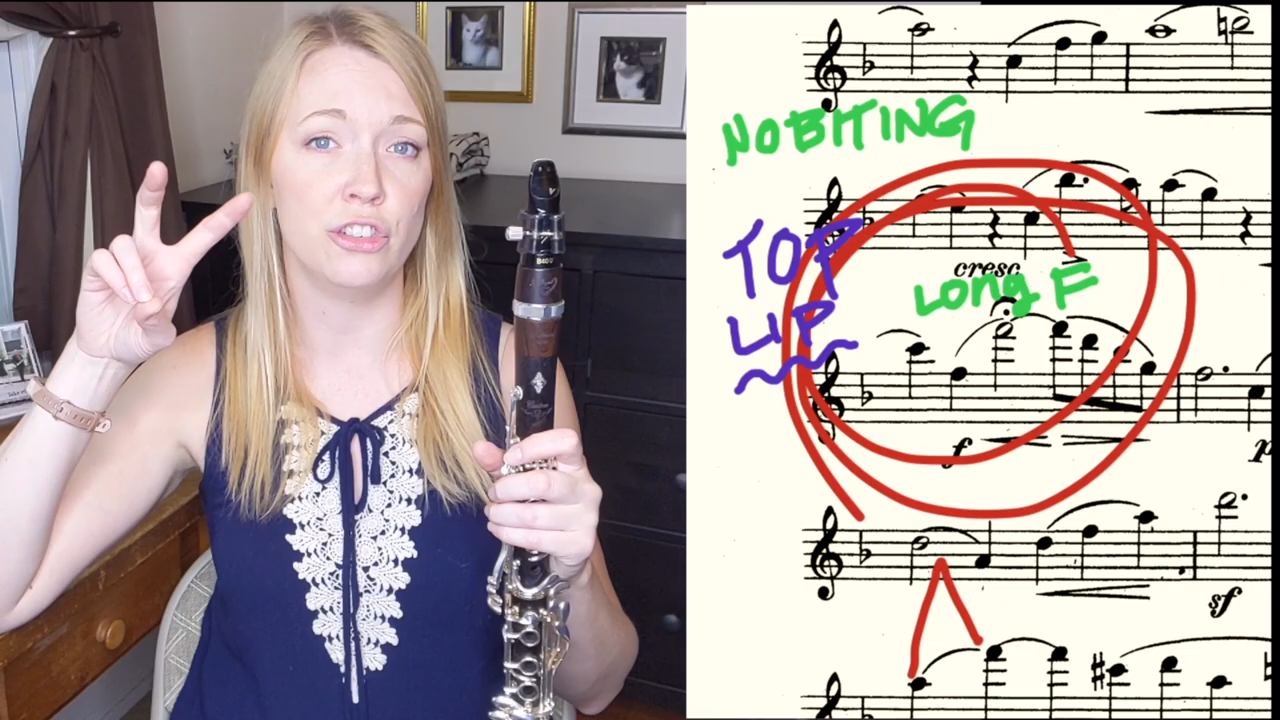 NO BITING
TOP
LIP
cresc
Long F
f
p
sf
B40